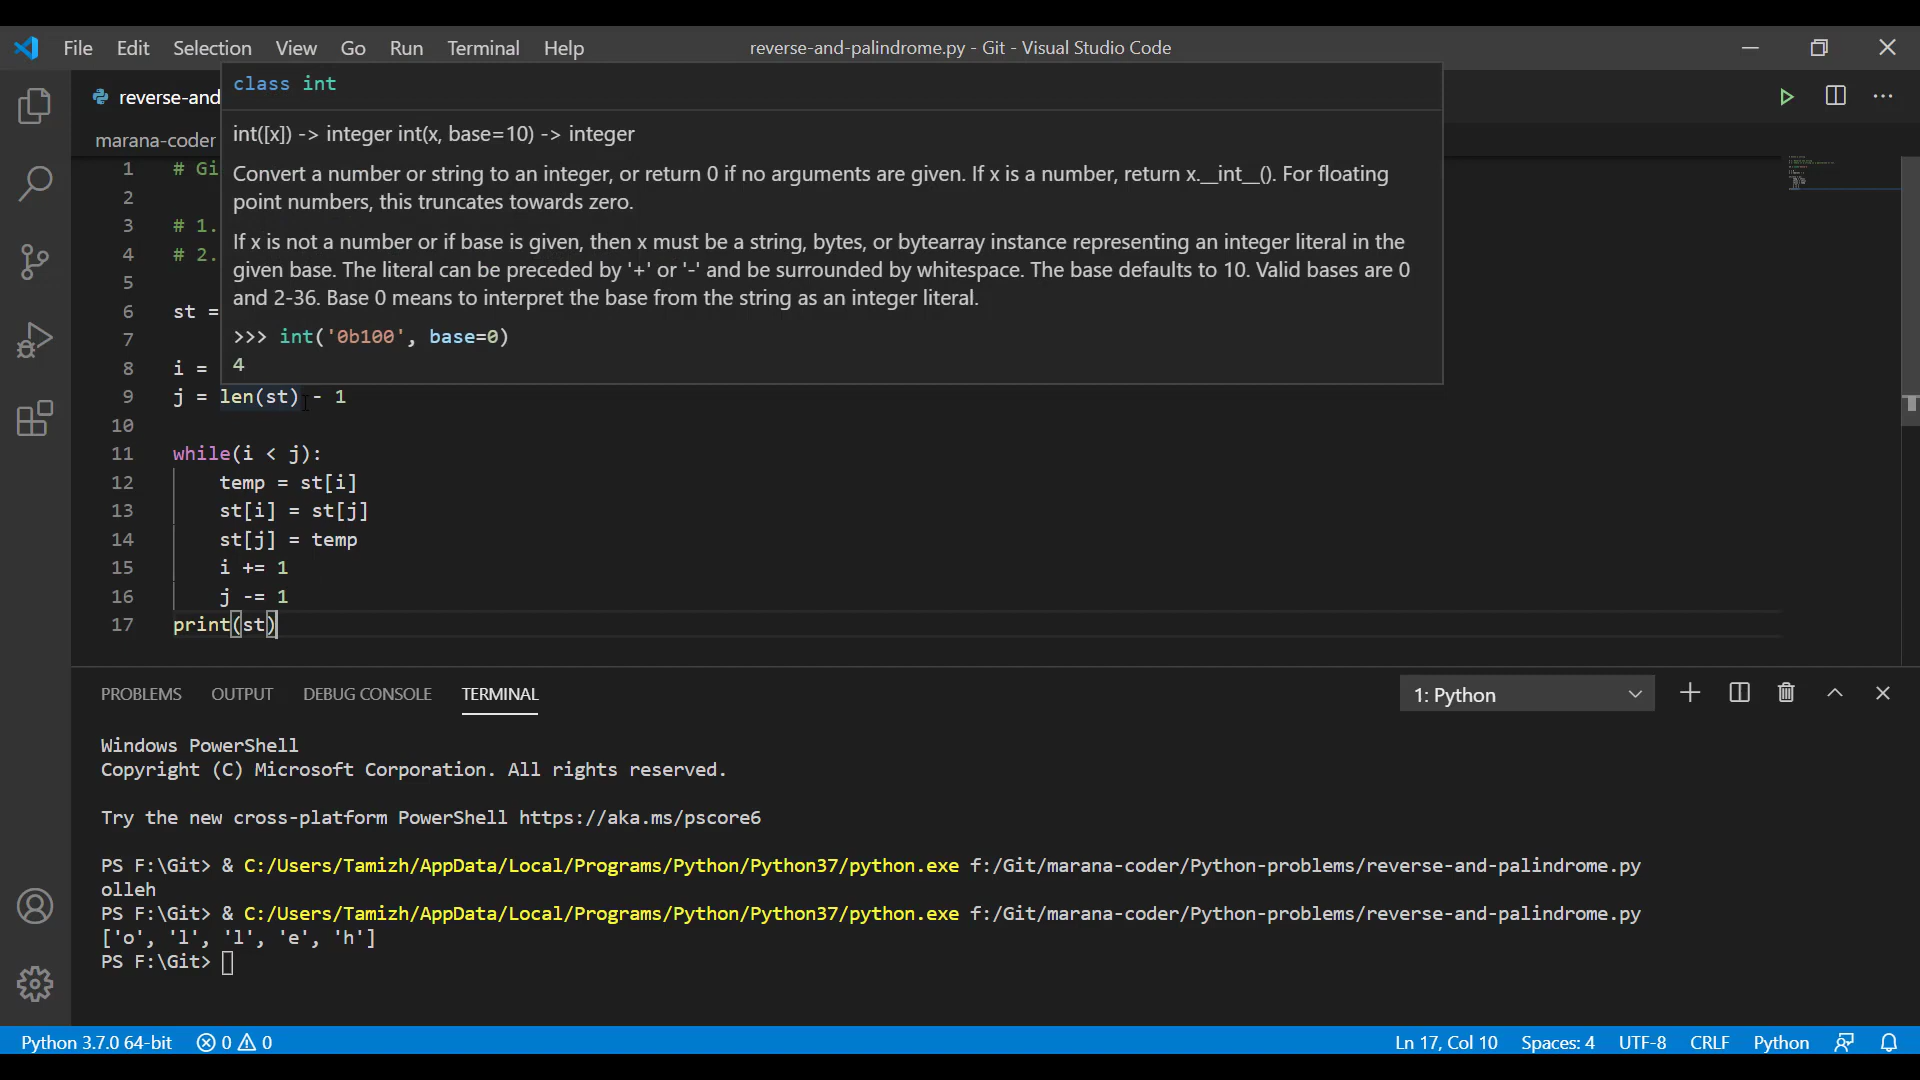 File Edit Selection View Go Run Terminal Help reverse-and-palindrome.py - Git - Visual Studio Code
class int
reverse-and
int([x]) -> integer int(x, base=10) -> integer
marana-coder
Convert a number or string to an integer, or return 0 if no arguments are given. If x is a number, return x.__int__(). For floating
point numbers, this truncates towards zero.
If x is not a number or if base is given, then x must be a string, bytes, or bytearray instance representing an integer literal in the
given base. The literal can be preceded by '+' or '-' and be surrounded by whitespace. The base defaults to 10. Valid bases are 0
and 2-36. Base 0 means to interpret the base from the string as an integer literal.
>>> int('0b100', base=0)
4
1 # Gi
2
3 # 1.
4 # 2.
5
6 st =
7
8 i =
9 j = len(st) - 1
10
11 while(i < j):
12 temp = st[i]
13 st[i] = st[j]
14 st[j] = temp
15 i += 1
16 j -= 1
17 print(st)
PROBLEMS OUTPUT DEBUG CONSOLE TERMINAL 1: Python
Windows PowerShell
Copyright (C) Microsoft Corporation. All rights reserved.
Try the new cross-platform PowerShell https://aka.ms/pscore6
PS F:\Git> & C:/Users/Tamizh/AppData/Local/Programs/Python/Python37/python.exe f:/Git/marana-coder/Python-problems/reverse-and-palindrome.py
olleh
PS F:\Git> & C:/Users/Tamizh/AppData/Local/Programs/Python/Python37/python.exe f:/Git/marana-coder/Python-problems/reverse-and-palindrome.py
['o', 'l', 'l', 'e', 'h']
PS F:\Git>
Python 3.7.0 64-bit 0 0 Ln 17, Col 10 Spaces: 4 UTF-8 CRLF Python